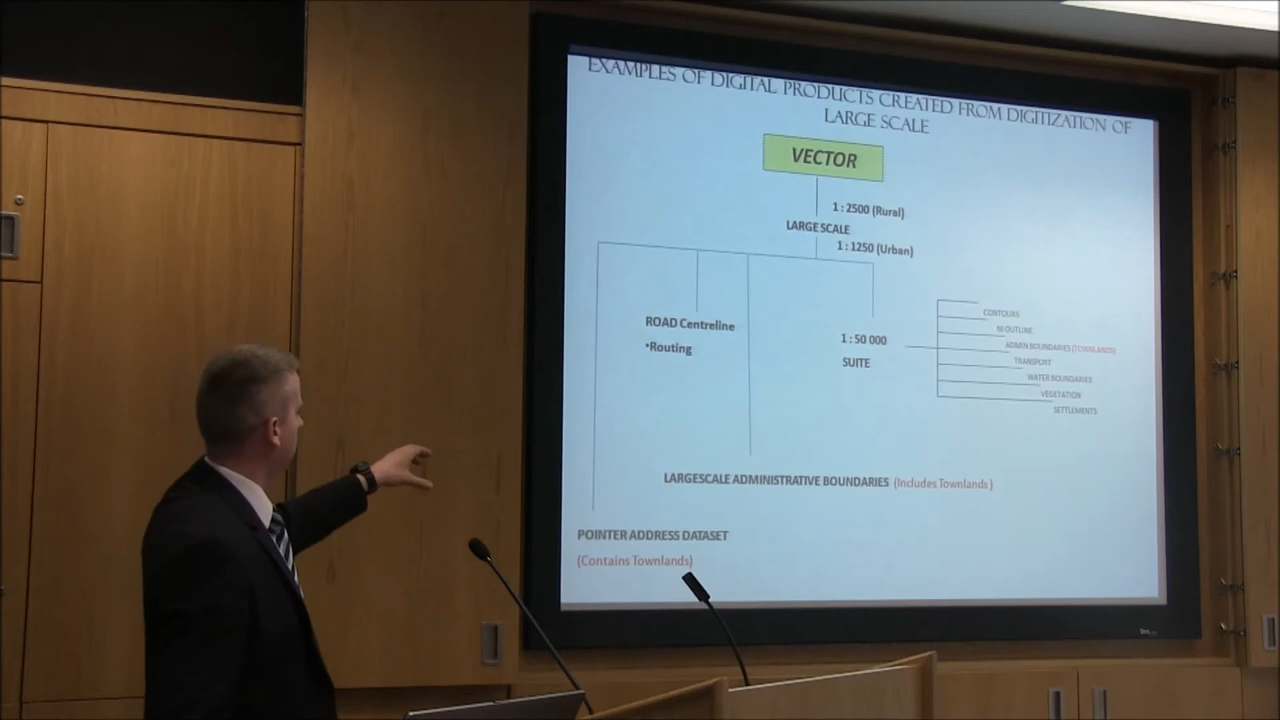 EXAMPLES OF DIGITAL PRODUCTS CREATED FROM DIGITIZATION OF
LARGE SCALE
VECTOR
1 : 2500 (Rural)
LARGE SCALE
1 : 1250 (Urban)
ROAD Centreline
•Routing
1 : 50 000
SUITE
CONTOURS
NI OUTLINE
ADMIN BOUNDARIES (TOWNLANDS)
TRANSPORT
WATER BOUNDARIES
VEGETATION
SETTLEMENTS
LARGESCALE ADMINISTRATIVE BOUNDARIES (Includes Townlands)
POINTER ADDRESS DATASET
(Contains Townlands)